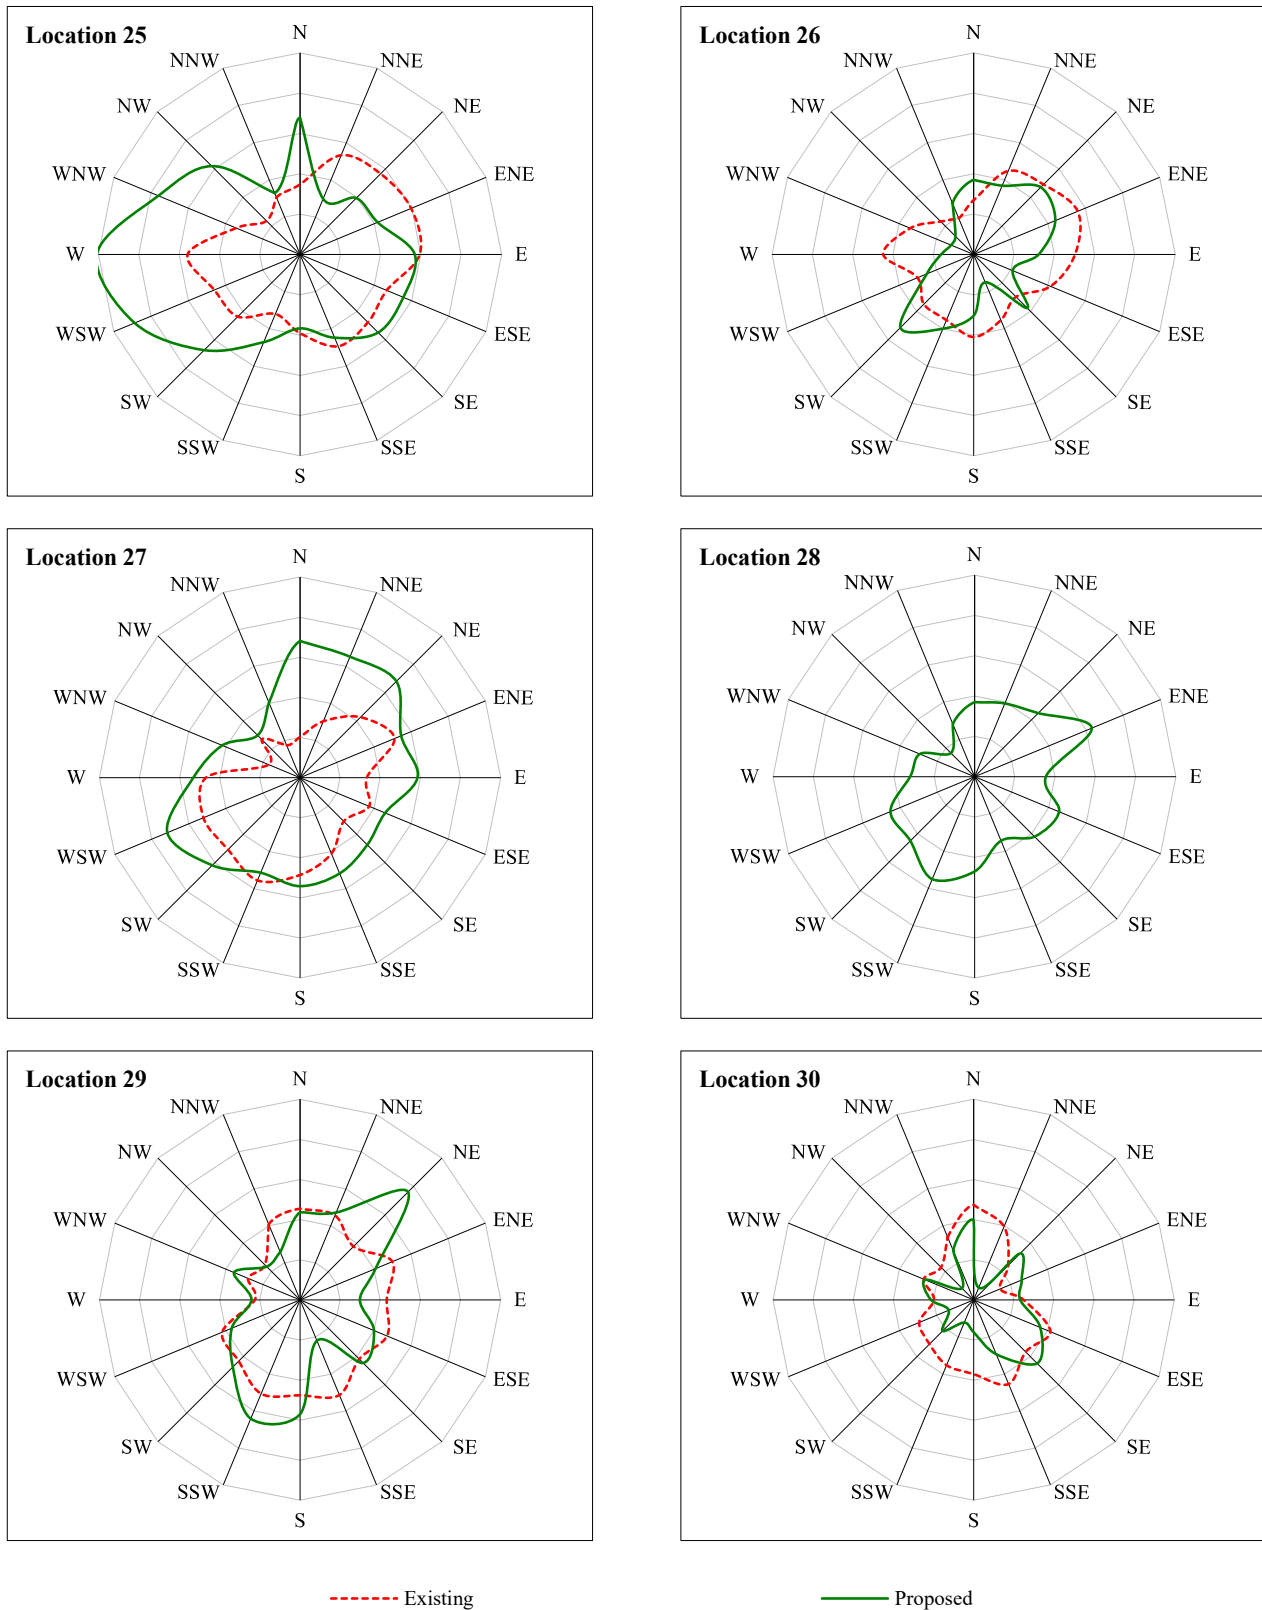 Location 25
N
NNW
NNE
NW
NE
WNW
ENE
W
E
WSW
ESE
SW
SE
SSW
SSE
S
Location 26
N
NNW
NNE
NW
NE
WNW
ENE
W
E
WSW
ESE
SW
SE
SSW
SSE
S
Location 27
N
NNW
NNE
NW
NE
WNW
ENE
W
E
WSW
ESE
SW
SE
SSW
SSE
S
Location 28
N
NNW
NNE
NW
NE
WNW
ENE
W
E
WSW
ESE
SW
SE
SSW
SSE
S
Location 29
N
NNW
NNE
NW
NE
WNW
ENE
W
E
WSW
ESE
SW
SE
SSW
SSE
S
Location 30
N
NNW
NNE
NW
NE
WNW
ENE
W
E
WSW
ESE
SW
SE
SSW
SSE
S
Existing
Proposed